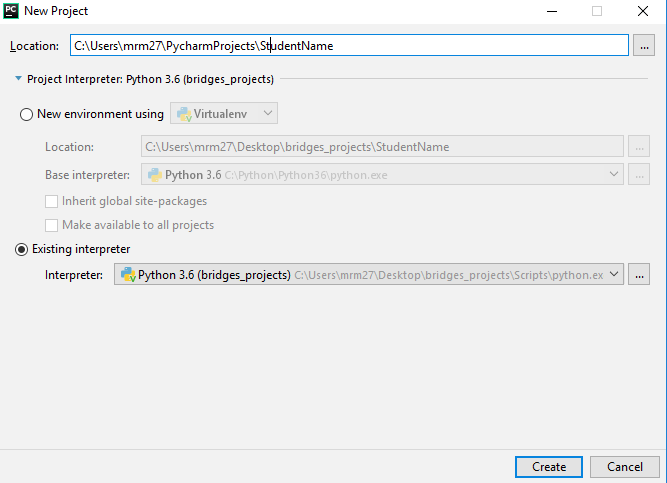 PC New Project
Location: C:\Users\mrm27\PycharmProjects\StudentName ...
Project Interpreter: Python 3.6 (bridges_projects)
New environment using Virtualenv
Location: C:\Users\mrm27\Desktop\bridges_projects\StudentName ...
Base interpreter: Python 3.6 C:\Python\Python36\python.exe ...
Inherit global site-packages
Make available to all projects
Existing interpreter
Interpreter: Python 3.6 (bridges_projects) C:\Users\mrm27\Desktop\bridges_projects\Scripts\python.ex ...
Create Cancel